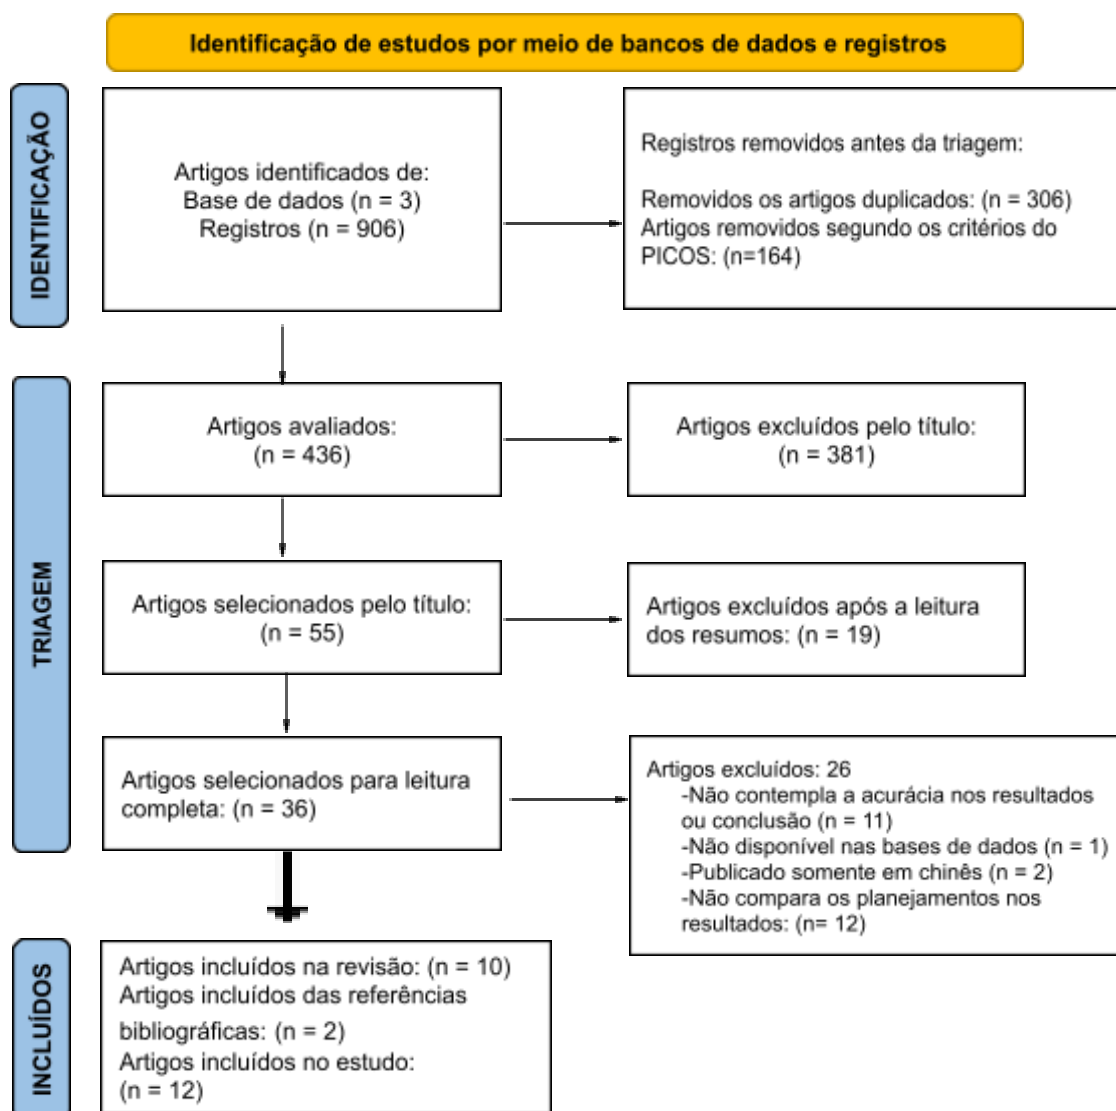 Identificação de estudos por meio de bancos de dados e registros
IDENTIFICAÇÃO
Artigos identificados de:
Base de dados (n = 3)
Registros (n = 906)
Registros removidos antes da triagem:
Removidos os artigos duplicados: (n = 306)
Artigos removidos segundo os critérios do
PICOS: (n=164)
TRIAGEM
Artigos avaliados:
(n = 436)
Artigos excluídos pelo título:
(n = 381)
Artigos selecionados pelo título:
(n = 55)
Artigos excluídos após a leitura
dos resumos: (n = 19)
Artigos selecionados para leitura
completa: (n = 36)
Artigos excluídos: 26
-Não contempla a acurácia nos resultados
ou conclusão (n = 11)
-Não disponível nas bases de dados (n = 1)
-Publicado somente em chinês (n = 2)
-Não compara os planejamentos nos
resultados: (n= 12)
INCLUÍDOS
Artigos incluídos na revisão: (n = 10)
Artigos incluídos das referências
bibliográficas: (n = 2)
Artigos incluídos no estudo:
(n = 12)